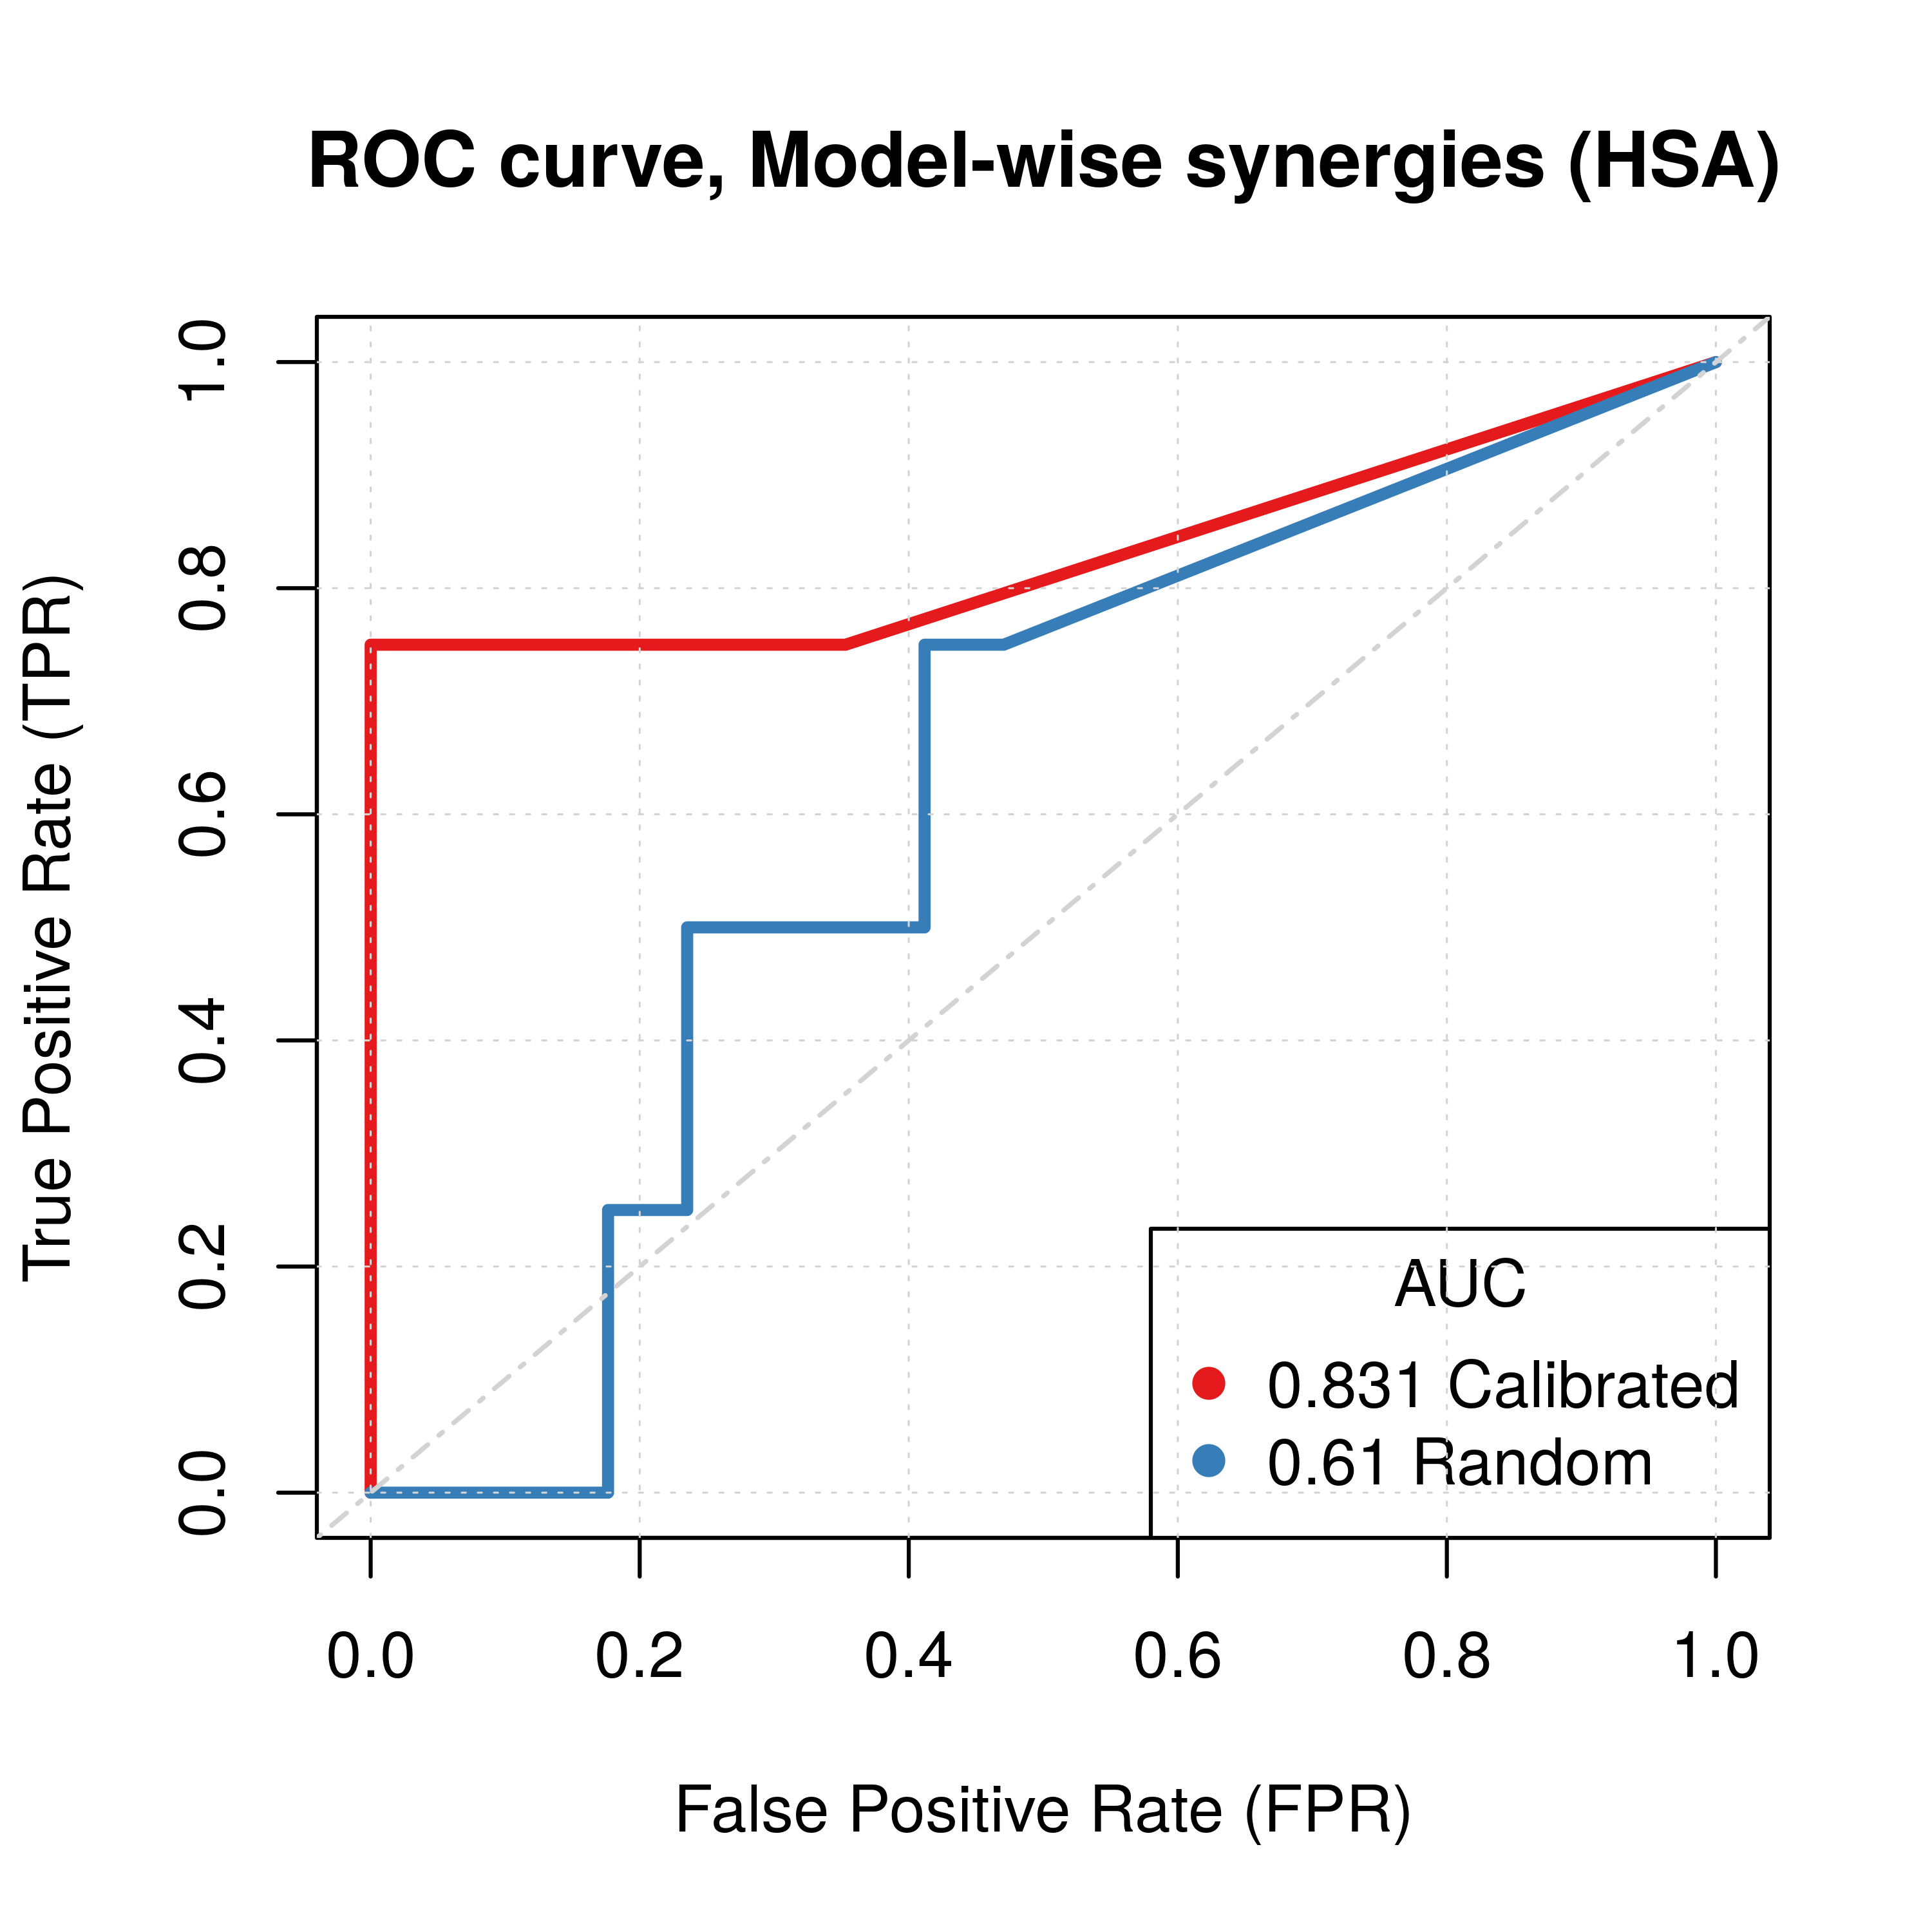 ROC curve, Model-wise synergies (HSA)
True Positive Rate (TPR)
1.0
0.8
0.6
0.4
0.2
0.0
AUC
0.831 Calibrated
0.61 Random
0.0 0.2 0.4 0.6 0.8 1.0
False Positive Rate (FPR)